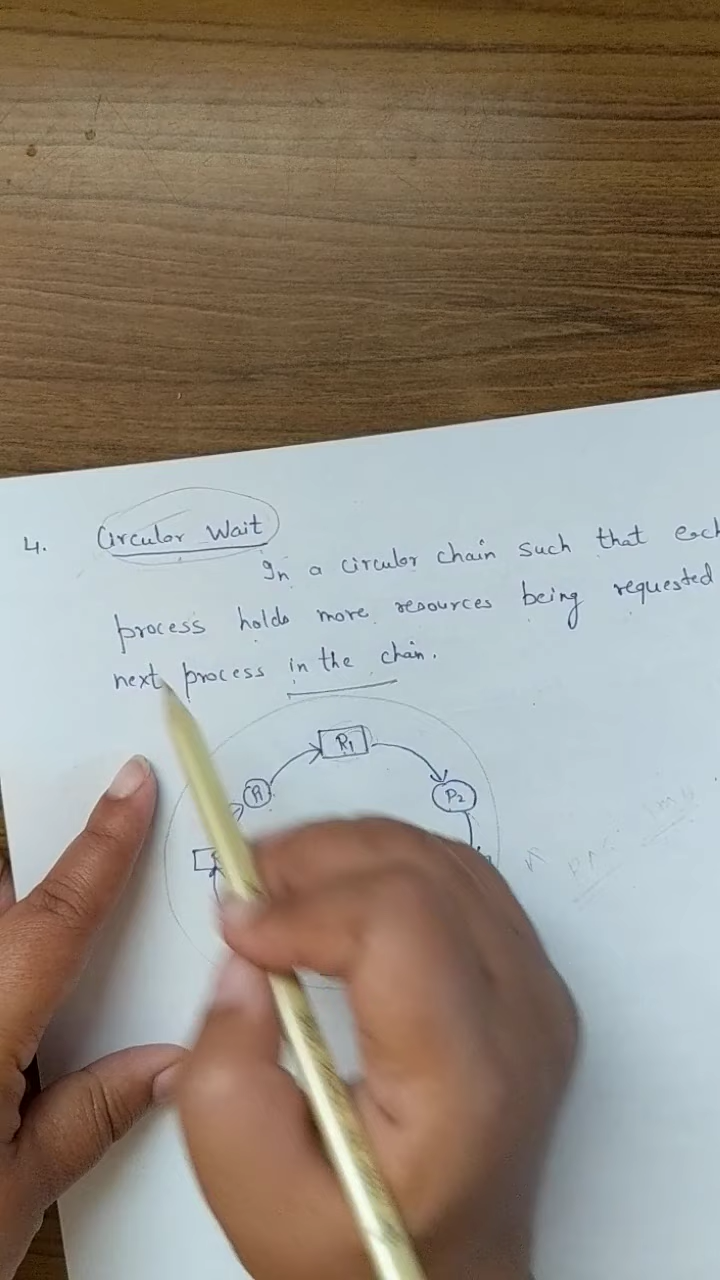 4. Circular Wait
In a circular chain such that each
process holds more resources being requested
next process in the chain.
R1
P2